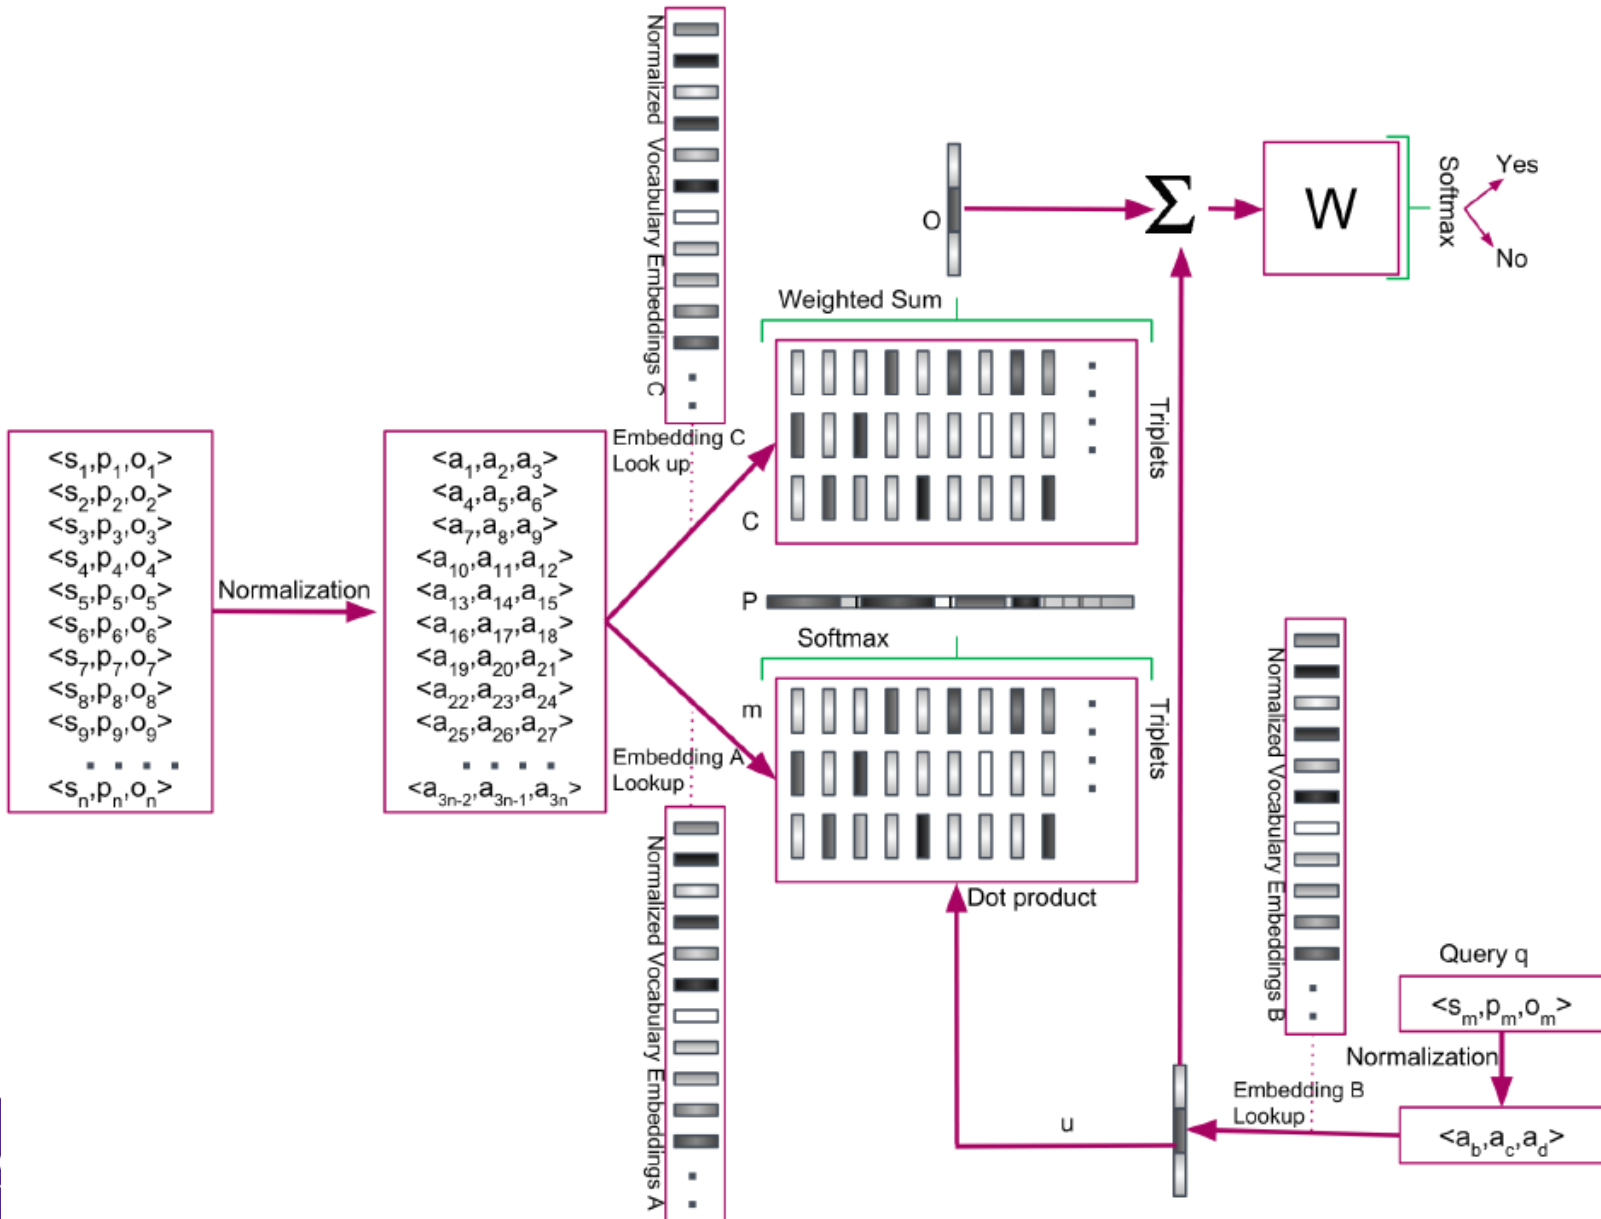 <s1,p1,o1>
<s2,p2,o2>
<s3,p3,o3>
<s4,p4,o4>
<s5,p5,o5>
<s6,p6,o6>
<s7,p7,o7>
<s8,p8,o8>
<s9,p9,o9>
<sn,pn,on>
Normalization
<a1,a2,a3>
<a4,a5,a6>
<a7,a8,a9>
<a10,a11,a12>
<a13,a14,a15>
<a16,a17,a18>
<a19,a20,a21>
<a22,a23,a24>
<a25,a26,a27>
<a3n-2,a3n-1,a3n>
Normalized Vocabulary Embeddings C
Embedding C
Look up
Embedding A
Lookup
Normalized Vocabulary Embeddings A
O
Σ
W
Softmax
Yes
No
Weighted Sum
Triplets
C
P
Softmax
m
Triplets
Dot product
u
Normalized Vocabulary Embeddings B
Query q
<sm,pm,om>
Normalization
Embedding B
Lookup
<ab,ac,ad>